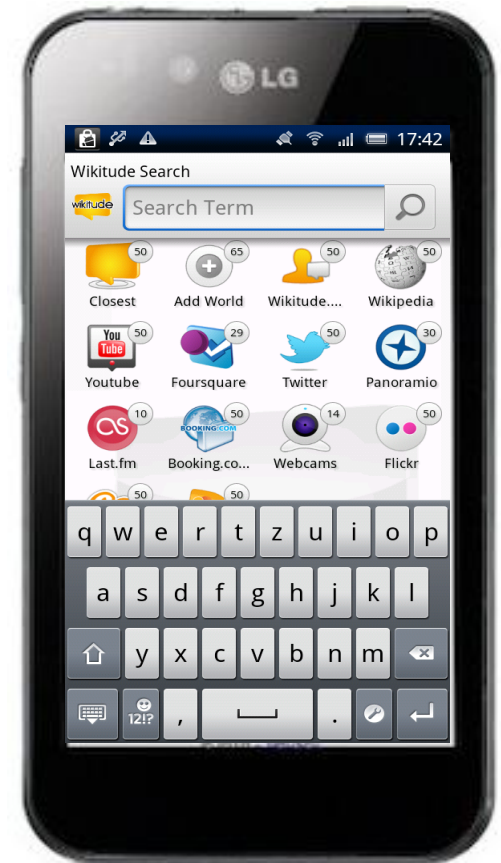 LG
17:42
Wikitude Search
wikitude Search Term
50 65 50 50
Closest Add World Wikitude.... Wikipedia
You Tube 50 29 50 30
Youtube Foursquare Twitter Panoramio
10 BOOKING.COM 50 14 50
Last.fm Booking.co... Webcams Flickr
50 50
q w e r t z u i o p
a s d f g h j k l
y x c v b n m
12!? , .